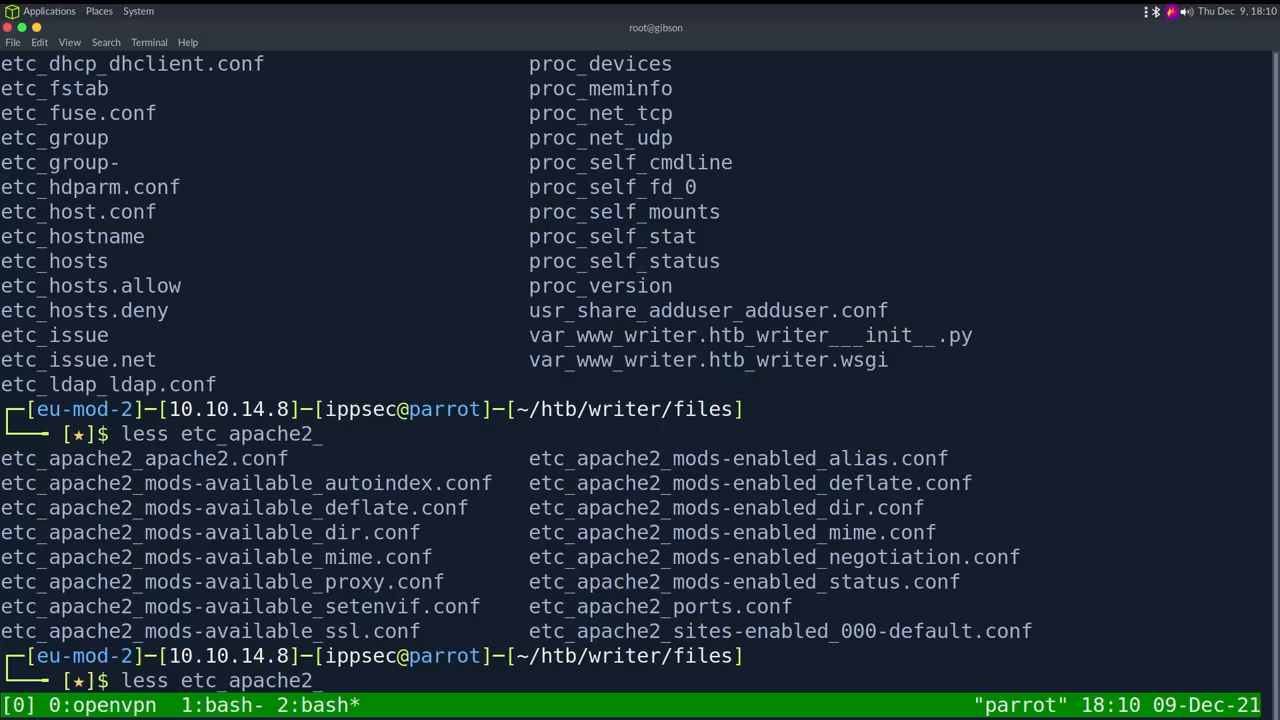 Applications Places System Thu Dec 9, 18:10
root@gibson
File Edit View Search Terminal Help
etc_dhcp_dhclient.conf proc_devices
etc_fstab proc_meminfo
etc_fuse.conf proc_net_tcp
etc_group proc_net_udp
etc_group- proc_self_cmdline
etc_hdparm.conf proc_self_fd_0
etc_host.conf proc_self_mounts
etc_hostname proc_self_stat
etc_hosts proc_self_status
etc_hosts.allow proc_version
etc_hosts.deny usr_share_adduser_adduser.conf
etc_issue var_www_writer.htb_writer___init__.py
etc_issue.net var_www_writer.htb_writer.wsgi
etc_ldap_ldap.conf
┌─[eu-mod-2]─[10.10.14.8]─[ippsec@parrot]─[~/htb/writer/files]
└──╼ [★]$ less etc_apache2_
etc_apache2_apache2.conf etc_apache2_mods-enabled_alias.conf
etc_apache2_mods-available_autoindex.conf etc_apache2_mods-enabled_deflate.conf
etc_apache2_mods-available_deflate.conf etc_apache2_mods-enabled_dir.conf
etc_apache2_mods-available_dir.conf etc_apache2_mods-enabled_mime.conf
etc_apache2_mods-available_mime.conf etc_apache2_mods-enabled_negotiation.conf
etc_apache2_mods-available_proxy.conf etc_apache2_mods-enabled_status.conf
etc_apache2_mods-available_setenvif.conf etc_apache2_ports.conf
etc_apache2_mods-available_ssl.conf etc_apache2_sites-enabled_000-default.conf
┌─[eu-mod-2]─[10.10.14.8]─[ippsec@parrot]─[~/htb/writer/files]
└──╼ [★]$ less etc_apache2_
[0] 0:openvpn 1:bash- 2:bash* "parrot" 18:10 09-Dec-21